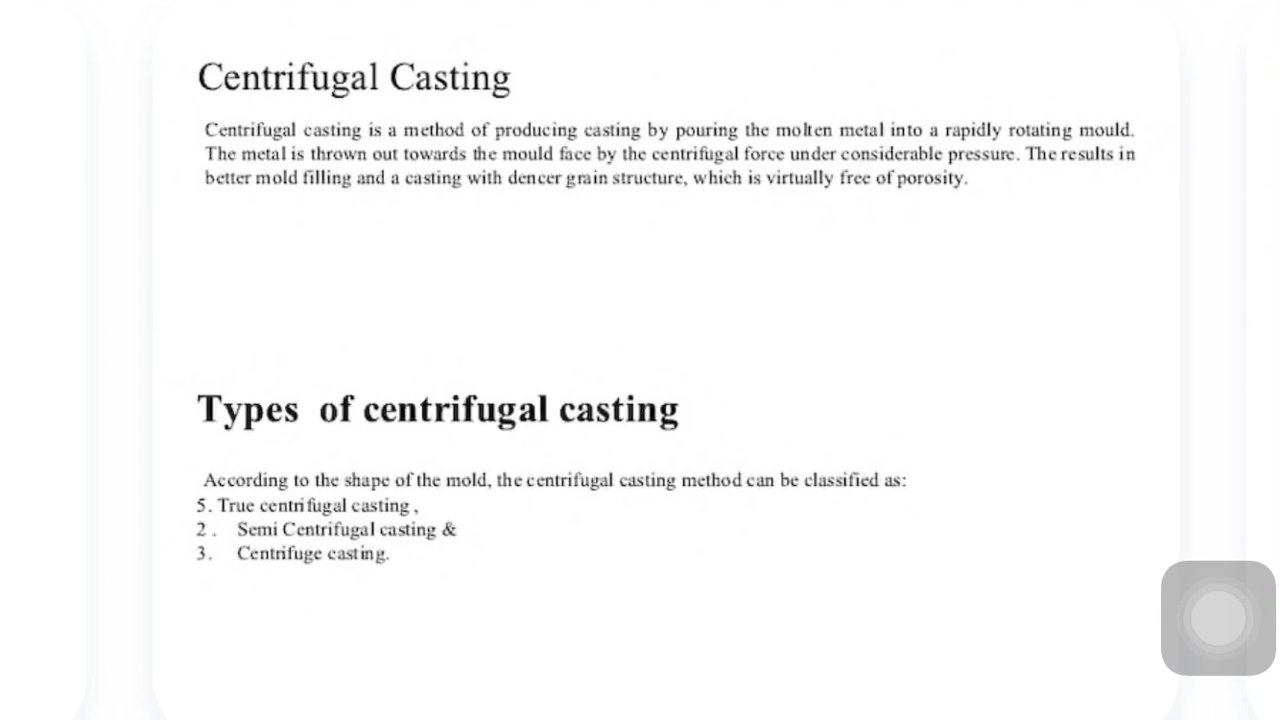 Centrifugal Casting
Centrifugal casting is a method of producing casting by pouring the molten metal into a rapidly rotating mould.
The metal is thrown out towards the mould face by the centrifugal force under considerable pressure. The results in
better mold filling and a casting with dencer grain structure, which is virtually free of porosity.
Types of centrifugal casting
According to the shape of the mold, the centrifugal casting method can be classified as:
5. True centrifugal casting ,
2 . Semi Centrifugal casting &
3. Centrifuge casting.